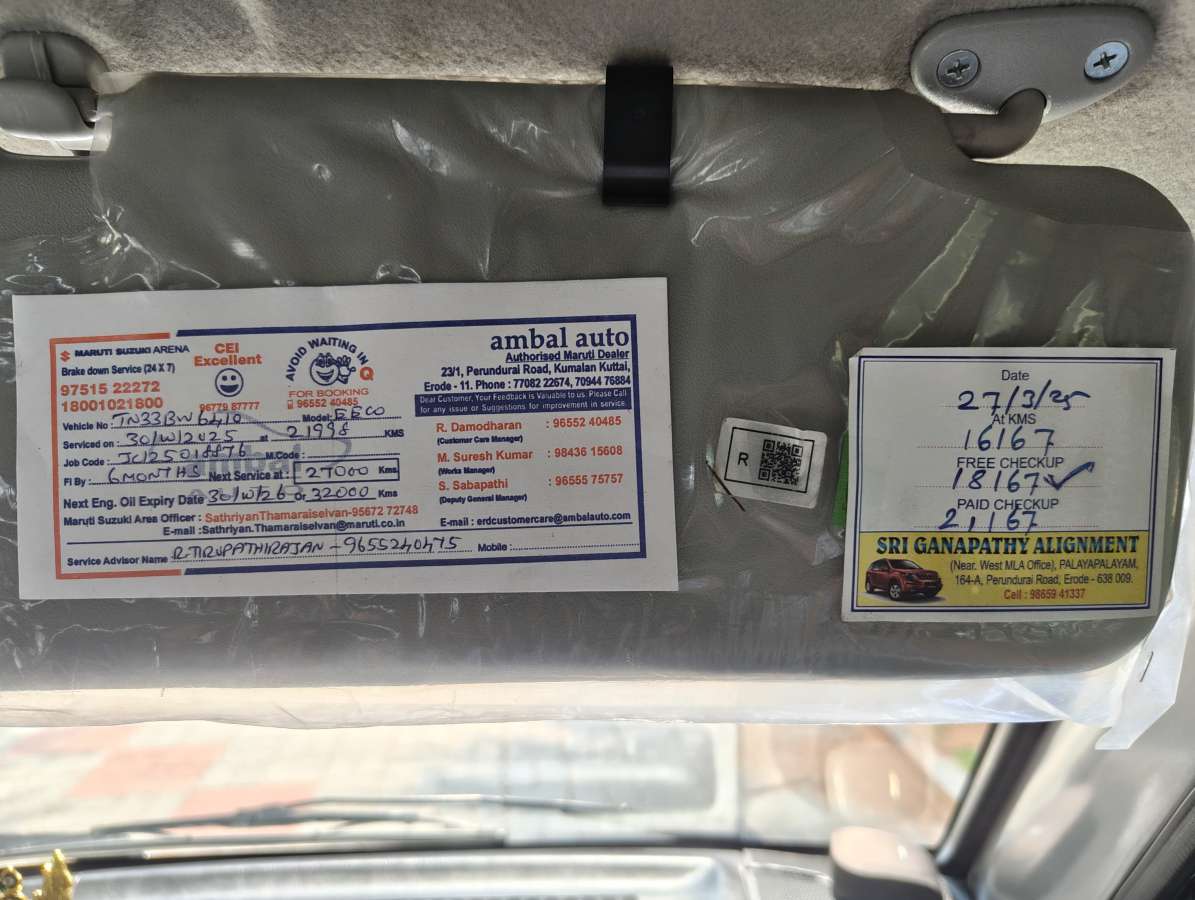 MARUTI SUZUKI ARENA
Brake down Service (24 X 7)
97515 22272
18001021800
CEI
Excellent
96779 87777
AVOID WAITING IN Q
FOR BOOKING
96552 40485
ambal auto
Authorised Maruti Dealer
23/1, Perundurai Road, Kumalan Kuttai,
Erode - 11. Phone : 77082 22674, 70944 76884
Dear Customer, Your Feedback is Valuable to us. Please Call
for any issue or Suggestions for improvement in service.
Vehicle No : TN33BW6410 Model: EECO
Serviced on : 2025 at 21998 KMS
Job Code : JC25018876 M.Code :
Fi By : 6 MONTHS Next Service at : 27000 Kms
Next Eng. Oil Expiry Date or 32000 Kms
Maruti Suzuki Area Officer : SathriyanThamaraiselvan-95672 72748
E-mail :Sathriyan.Thamaraiselvan@maruti.co.in
Service Advisor Name R.TIRUPATHIRAJAN - 9655240475 Mobile :
ambal
R. Damodharan : 96552 40485
(Customer Care Manager)
M. Suresh Kumar : 98436 15608
(Works Manager)
S. Sabapathi : 96555 75757
(Deputy General Manager)
E-mail : erdcustomercare@ambalauto.com
R
Date
27/3/25
At KMS
16167
FREE CHECKUP
18167 ✓
PAID CHECKUP
21167
SRI GANAPATHY ALIGNMENT
(Near. West MLA Office), PALAYAPALAYAM,
164-A, Perundurai Road, Erode - 638 009.
Cell : 98659 41337